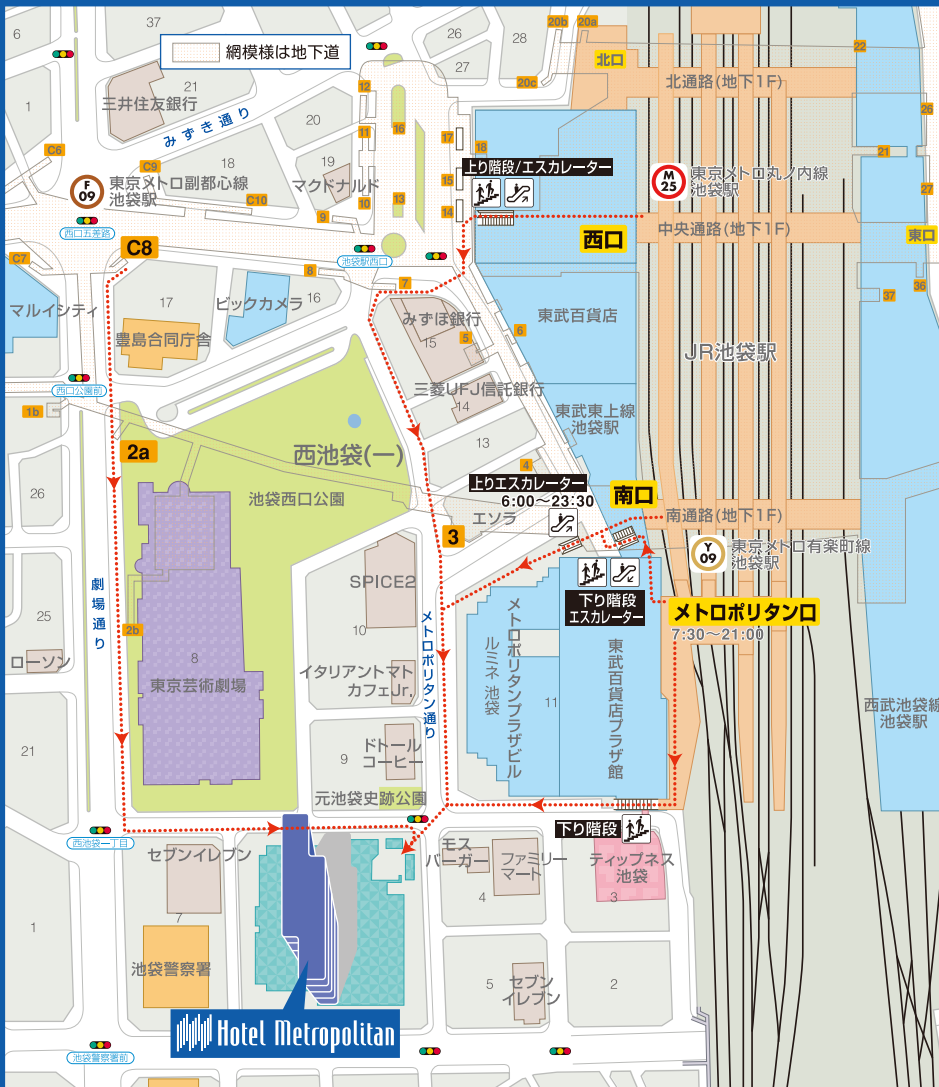 6
37
26
28
20b
20a
網模様は地下道
27
北口
22
20c
北通路(地下1F)
21
三井住友銀行
12
1
みずき通り
20
16
26
11
17
18
C6
C9
18
19
上り階段/エスカレーター
21
F
09
東京メトロ副都心線
池袋駅
マクドナルド
15
M
25
東京メトロ丸ノ内線
池袋駅
27
C10
10
13
14
9
西口五差路
西口
中央通路(地下1F)
東口
C8
池袋駅西口
C7
8
7
36
37
マルイシティ
17
ビックカメラ
16
みずほ銀行
15
東武百貨店
豊島合同庁舎
5
6
JR池袋駅
西口公園前
三菱UFJ信託銀行
14
1b
東武東上線
池袋駅
2a
西池袋(一)
13
4
26
池袋西口公園
上りエスカレーター
6:00〜23:30
南口
エソラ
3
南通路(地下1F)
Y
09
東京メトロ有楽町線
池袋駅
SPICE2
劇場通り
下り階段
エスカレーター
メトロポリタン口
7:30〜21:00
25
2b
10
メトロポリタン通り
メトロポリタンプラザビル
ルミネ 池袋
東武百貨店プラザ館
ローソン
8
東京芸術劇場
イタリアントマト
カフェJr.
11
西武池袋線
池袋駅
21
9
ドトール
コーヒー
元池袋史跡公園
西池袋一丁目
下り階段
セブンイレブン
モス
バーガー
ファミリー
マート
ティップネス
池袋
4
3
7
1
池袋警察署
5
セブン
イレブン
2
Hotel Metropolitan
池袋警察署前